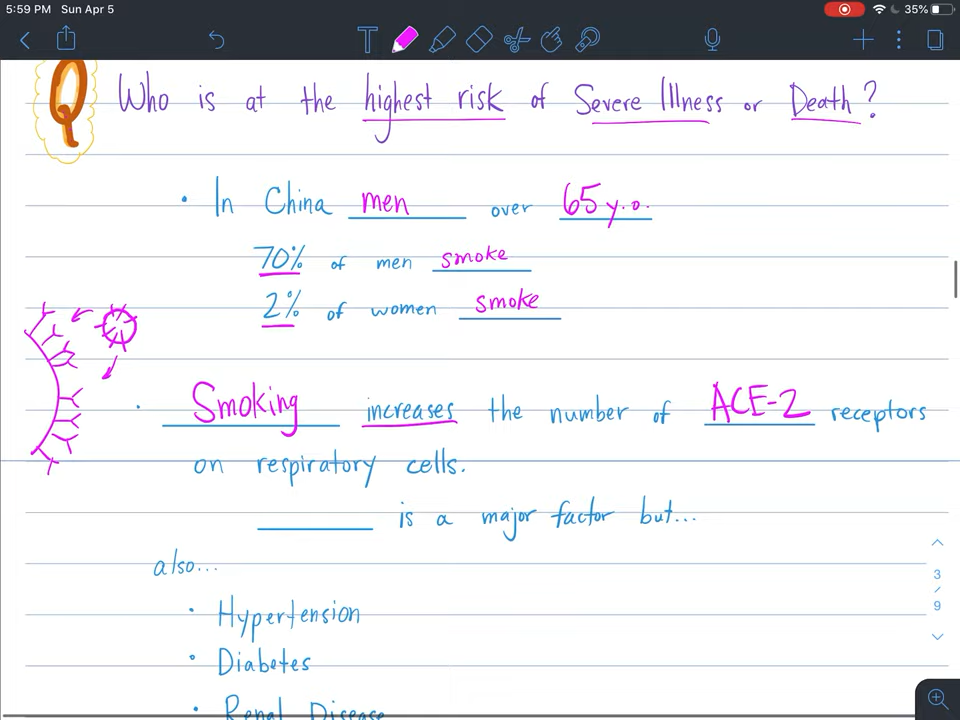 5:59 PM Sun Apr 5
35%
T
Q Who is at the highest risk of Severe Illness or Death?
• In China men over 65 y.o.
70% of men smoke
2% of women smoke
• Smoking increases the number of ACE-2 receptors
on respiratory cells.
is a major factor but...
also...
• Hypertension
• Diabetes
• Renal Disease
3
/
9